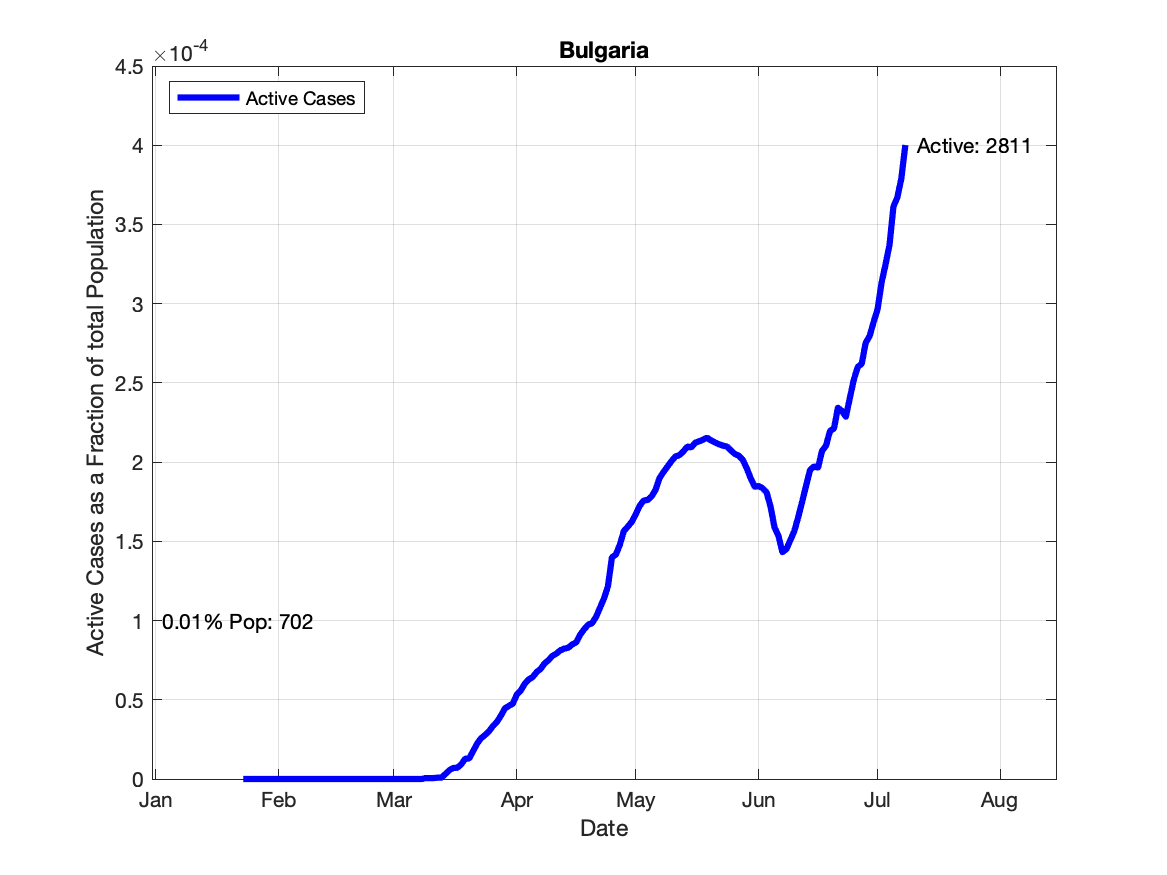 Bulgaria
×10-4
4.5
4
3.5
3
2.5
2
1.5
1
0.5
0
Active Cases
Active: 2811
0.01% Pop: 702
Active Cases as a Fraction of total Population
Jan Feb Mar Apr May Jun Jul Aug
Date